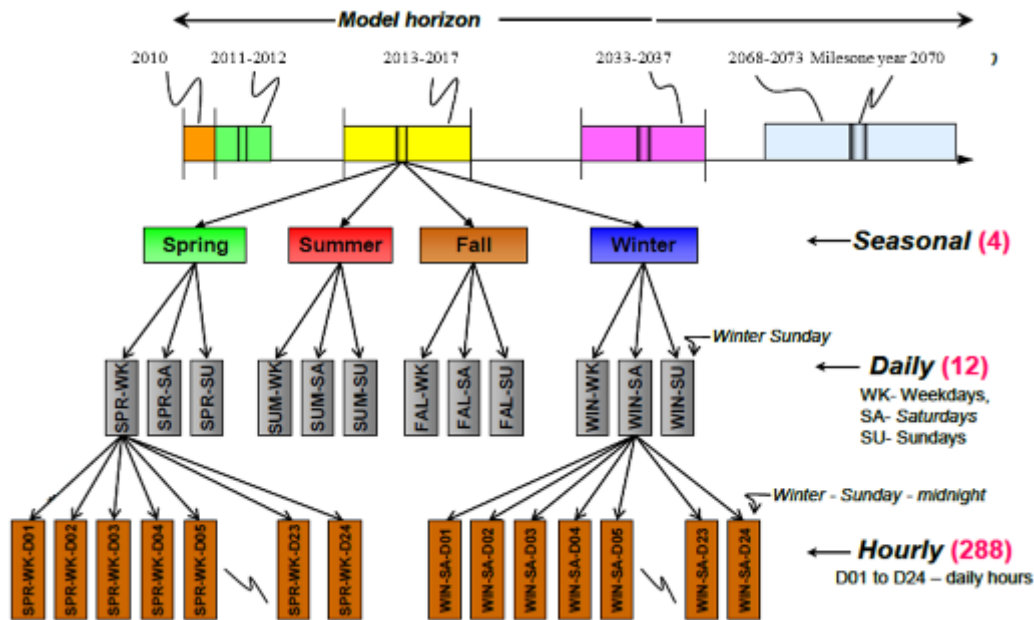 Model horizon
2010
2011-2012
2013-2017
2033-2037
2068-2073 Milesone year 2070
)
Spring
Summer
Fall
Winter
Seasonal (4)
Winter Sunday
SPR-WK
SPR-SA
SPR-SU
SUM-WK
SUM-SA
SUM-SU
FAL-WK
FAL-SA
FAL-SU
WIN-WK
WIN-SA
WIN-SU
Daily (12)
WK- Weekdays,
SA- Saturdays
SU- Sundays
Winter - Sunday - midnight
SPR-WK-D01
SPR-WK-D02
SPR-WK-D03
SPR-WK-D04
SPR-WK-D05
SPR-WK-D23
SPR-WK-D24
WIN-SA-D01
WIN-SA-D02
WIN-SA-D03
WIN-SA-D04
WIN-SA-D05
WIN-SA-D23
WIN-SA-D24
Hourly (288)
D01 to D24 – daily hours